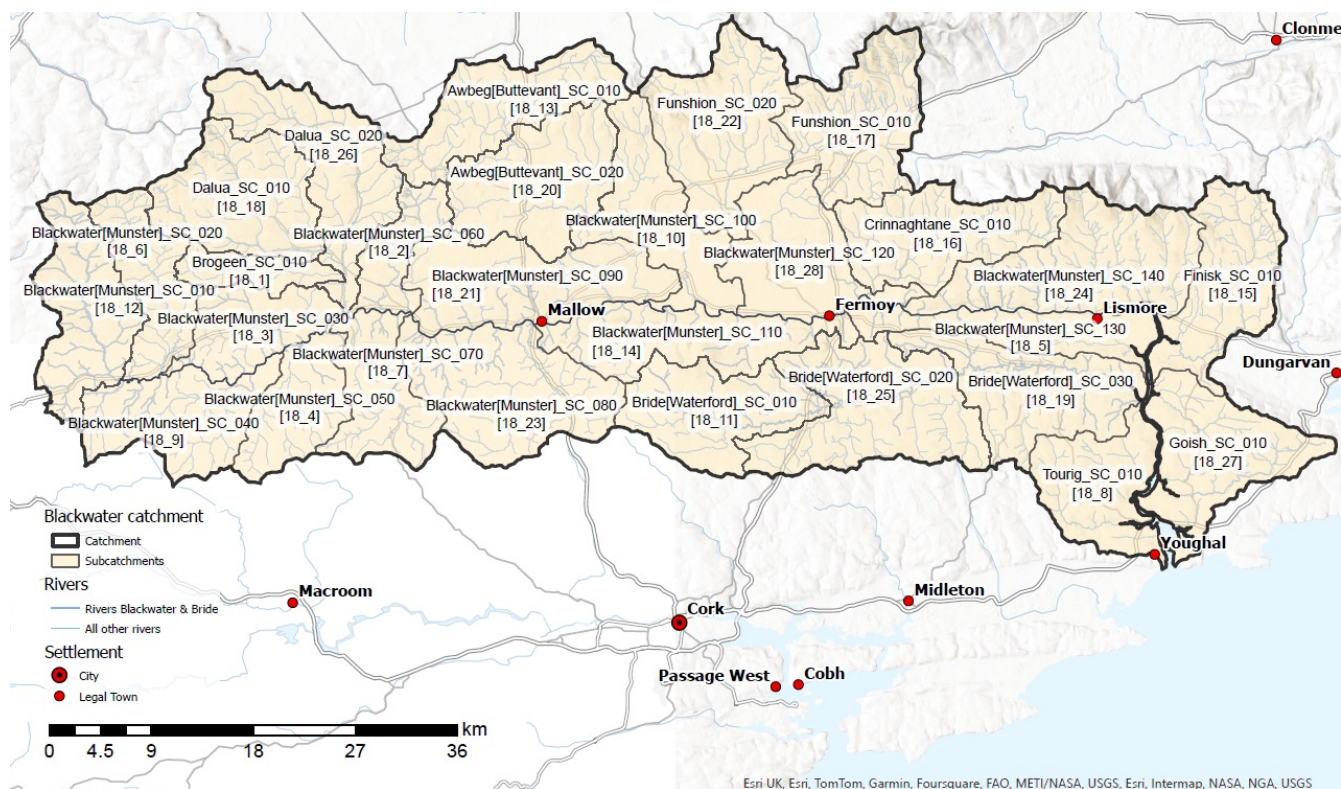 Clonme
Awbeg[Buttevant]_SC_010
[18_13]
Funshion_SC_020
[18_22]
Funshion_SC_010
[18_17]
Dalua_SC_020
[18_26]
Awbeg[Buttevant]_SC_020
[18_20]
Dalua_SC_010
[18_18]
Blackwater[Munster]_SC_020
[18_6]
Blackwater[Munster]_SC_060
[18_2]
Blackwater[Munster]_SC_100
[18_10]
Crinnaghtane_SC_010
[18_16]
Brogeen_SC_010
[18_1]
Blackwater[Munster]_SC_120
[18_28]
Blackwater[Munster]_SC_010
[18_12]
Blackwater[Munster]_SC_090
[18_21]
Blackwater[Munster]_SC_140
[18_24]
Finisk_SC_010
[18_15]
Mallow
Fermoy
Lismore
Blackwater[Munster]_SC_030
[18_3]
Blackwater[Munster]_SC_110
[18_14]
Blackwater[Munster]_SC_130
[18_5]
Blackwater[Munster]_SC_070
[18_7]
Dungarvan
Bride[Waterford]_SC_020
[18_25]
Bride[Waterford]_SC_030
[18_19]
Blackwater[Munster]_SC_050
[18_4]
Blackwater[Munster]_SC_080
[18_23]
Bride[Waterford]_SC_010
[18_11]
Blackwater[Munster]_SC_040
[18_9]
Goish_SC_010
[18_27]
Tourig_SC_010
[18_8]
Youghal
Blackwater catchment
Catchment
Subcatchments
Rivers
Rivers Blackwater & Bride
All other rivers
Settlement
City
Legal Town
Macroom
Cork
Midleton
Passage West
Cobh
km
0 4.5 9 18 27 36
Esri UK, Esri, TomTom, Garmin, Foursquare, FAO, METI/NASA, USGS, Esri, Intermap, NASA, NGA, USGS